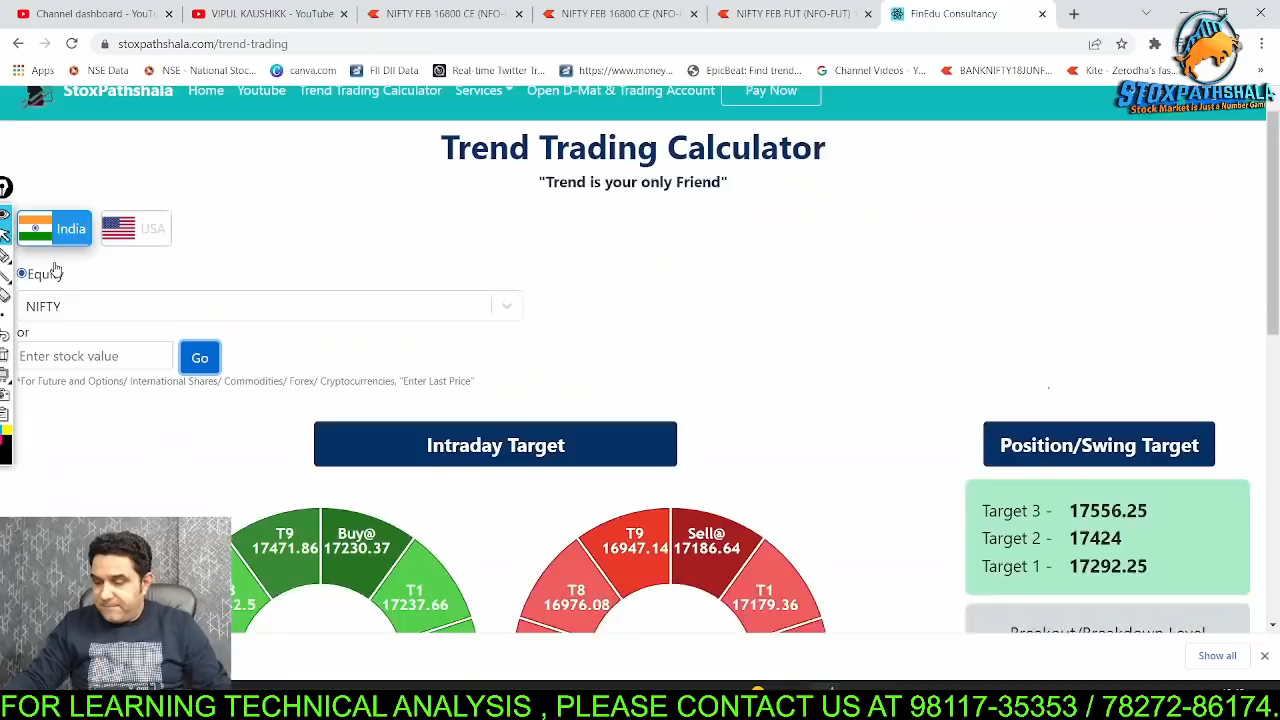 Channel dashboard - YouTube
VIPUL KAUSHIKK - YouTube
NIFTY FEB 16800 CE (NFO-
NIFTY FEB 16800 CE (NFO-
NIFTY FEB FUT (NFO-FUT)
FinEdu Consultancy
stoxpathshala.com/trend-trading
Apps
NSE Data
NSE - National Stoc...
canva.com
FII DII Data
Real-time Twitter Tr...
https://www.money...
EpicBeat: Find trend...
Channel Videos - Y...
BANKNIFTY18JUNF...
Kite - Zerodha's fas...
»
StoxPathshala
Home
Youtube
Trend Trading Calculator
Services
Open D-Mat & Trading Account
Pay Now
STOXPATHSHALA
Stock Market is Just a Number Game
Trend Trading Calculator
"Trend is your only Friend"
India
USA
Equity
NIFTY
or
Enter stock value
Go
*For Future and Options/ International Shares/ Commodities/ Forex/ Cryptocurrencies, "Enter Last Price"
Intraday Target
Position/Swing Target
T9
17471.86
Buy@
17230.37
T1
17237.66
2.5
T9
16947.14
Sell@
17186.64
T8
16976.08
T1
17179.36
Target 3 - 17556.25
Target 2 - 17424
Target 1 - 17292.25
Breakout/Breakdown Level
Show all
FOR LEARNING TECHNICAL ANALYSIS , PLEASE CONTACT US AT 98117-35353 / 78272-86174.